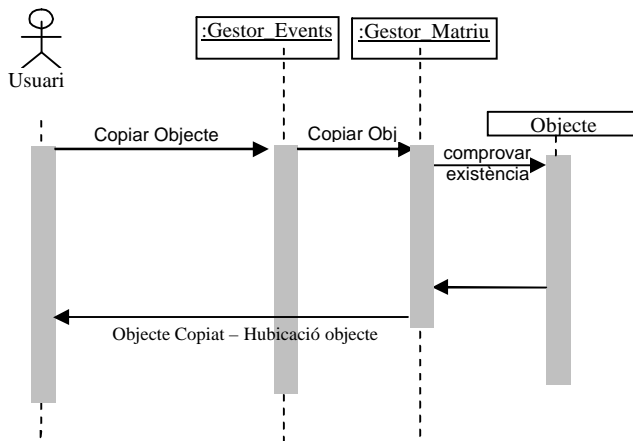 :Gestor_Events
:Gestor_Matriu
Usuari
Objecte
Copiar Objecte
Copiar Obj
comprovar
existència
Objecte Copiat – Hubicació objecte